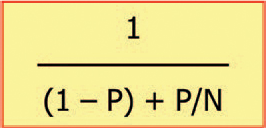 1
(1 – P) + P/N